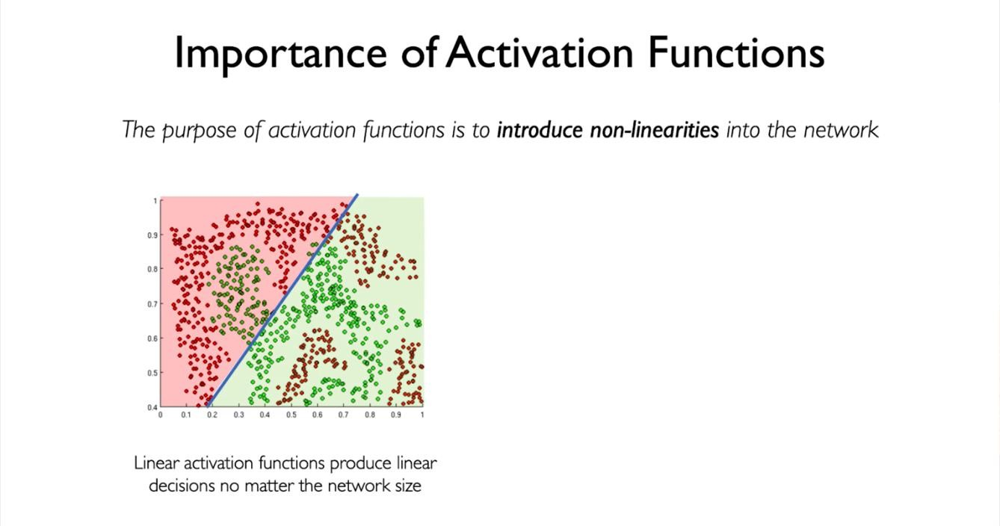 Importance of Activation Functions
The purpose of activation functions is to introduce non-linearities into the network
1
0.9
0.8
0.7
0.6
0.5
0.4
0 0.1 0.2 0.3 0.4 0.5 0.6 0.7 0.8 0.9 1
Linear activation functions produce linear
decisions no matter the network size